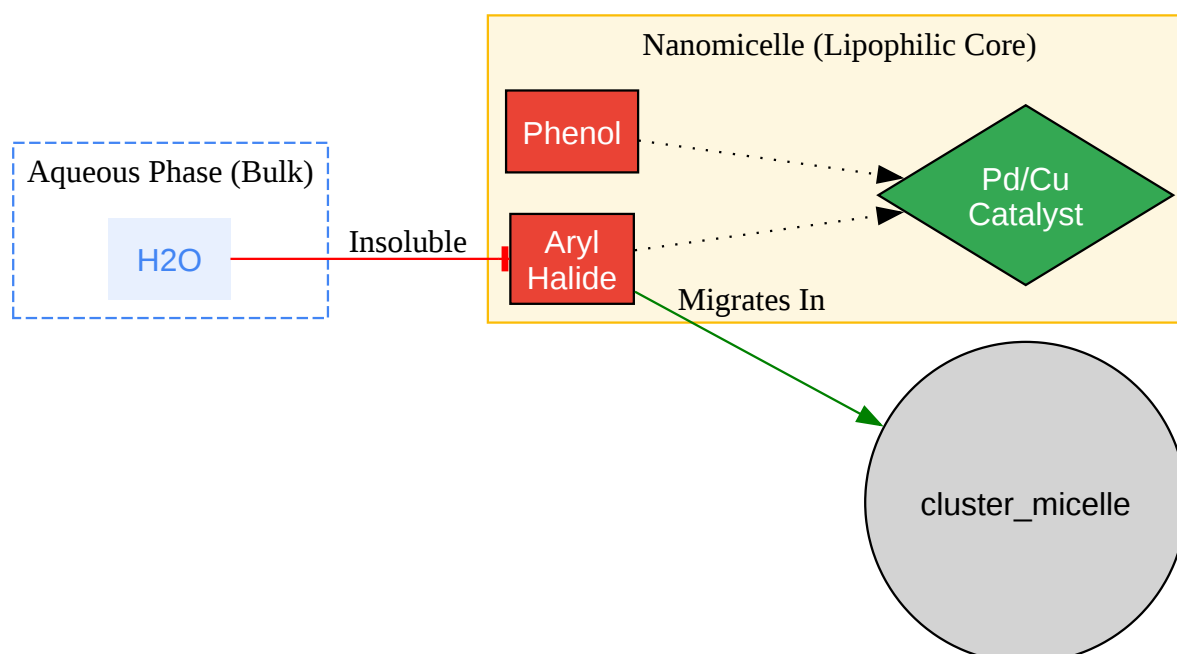 Nanomicelle (Lipophilic Core)
Phenol
Pd/Cu
Catalyst
Aqueous Phase (Bulk)
H2O
Insoluble
Aryl
Halide
Migrates In
cluster_micelle